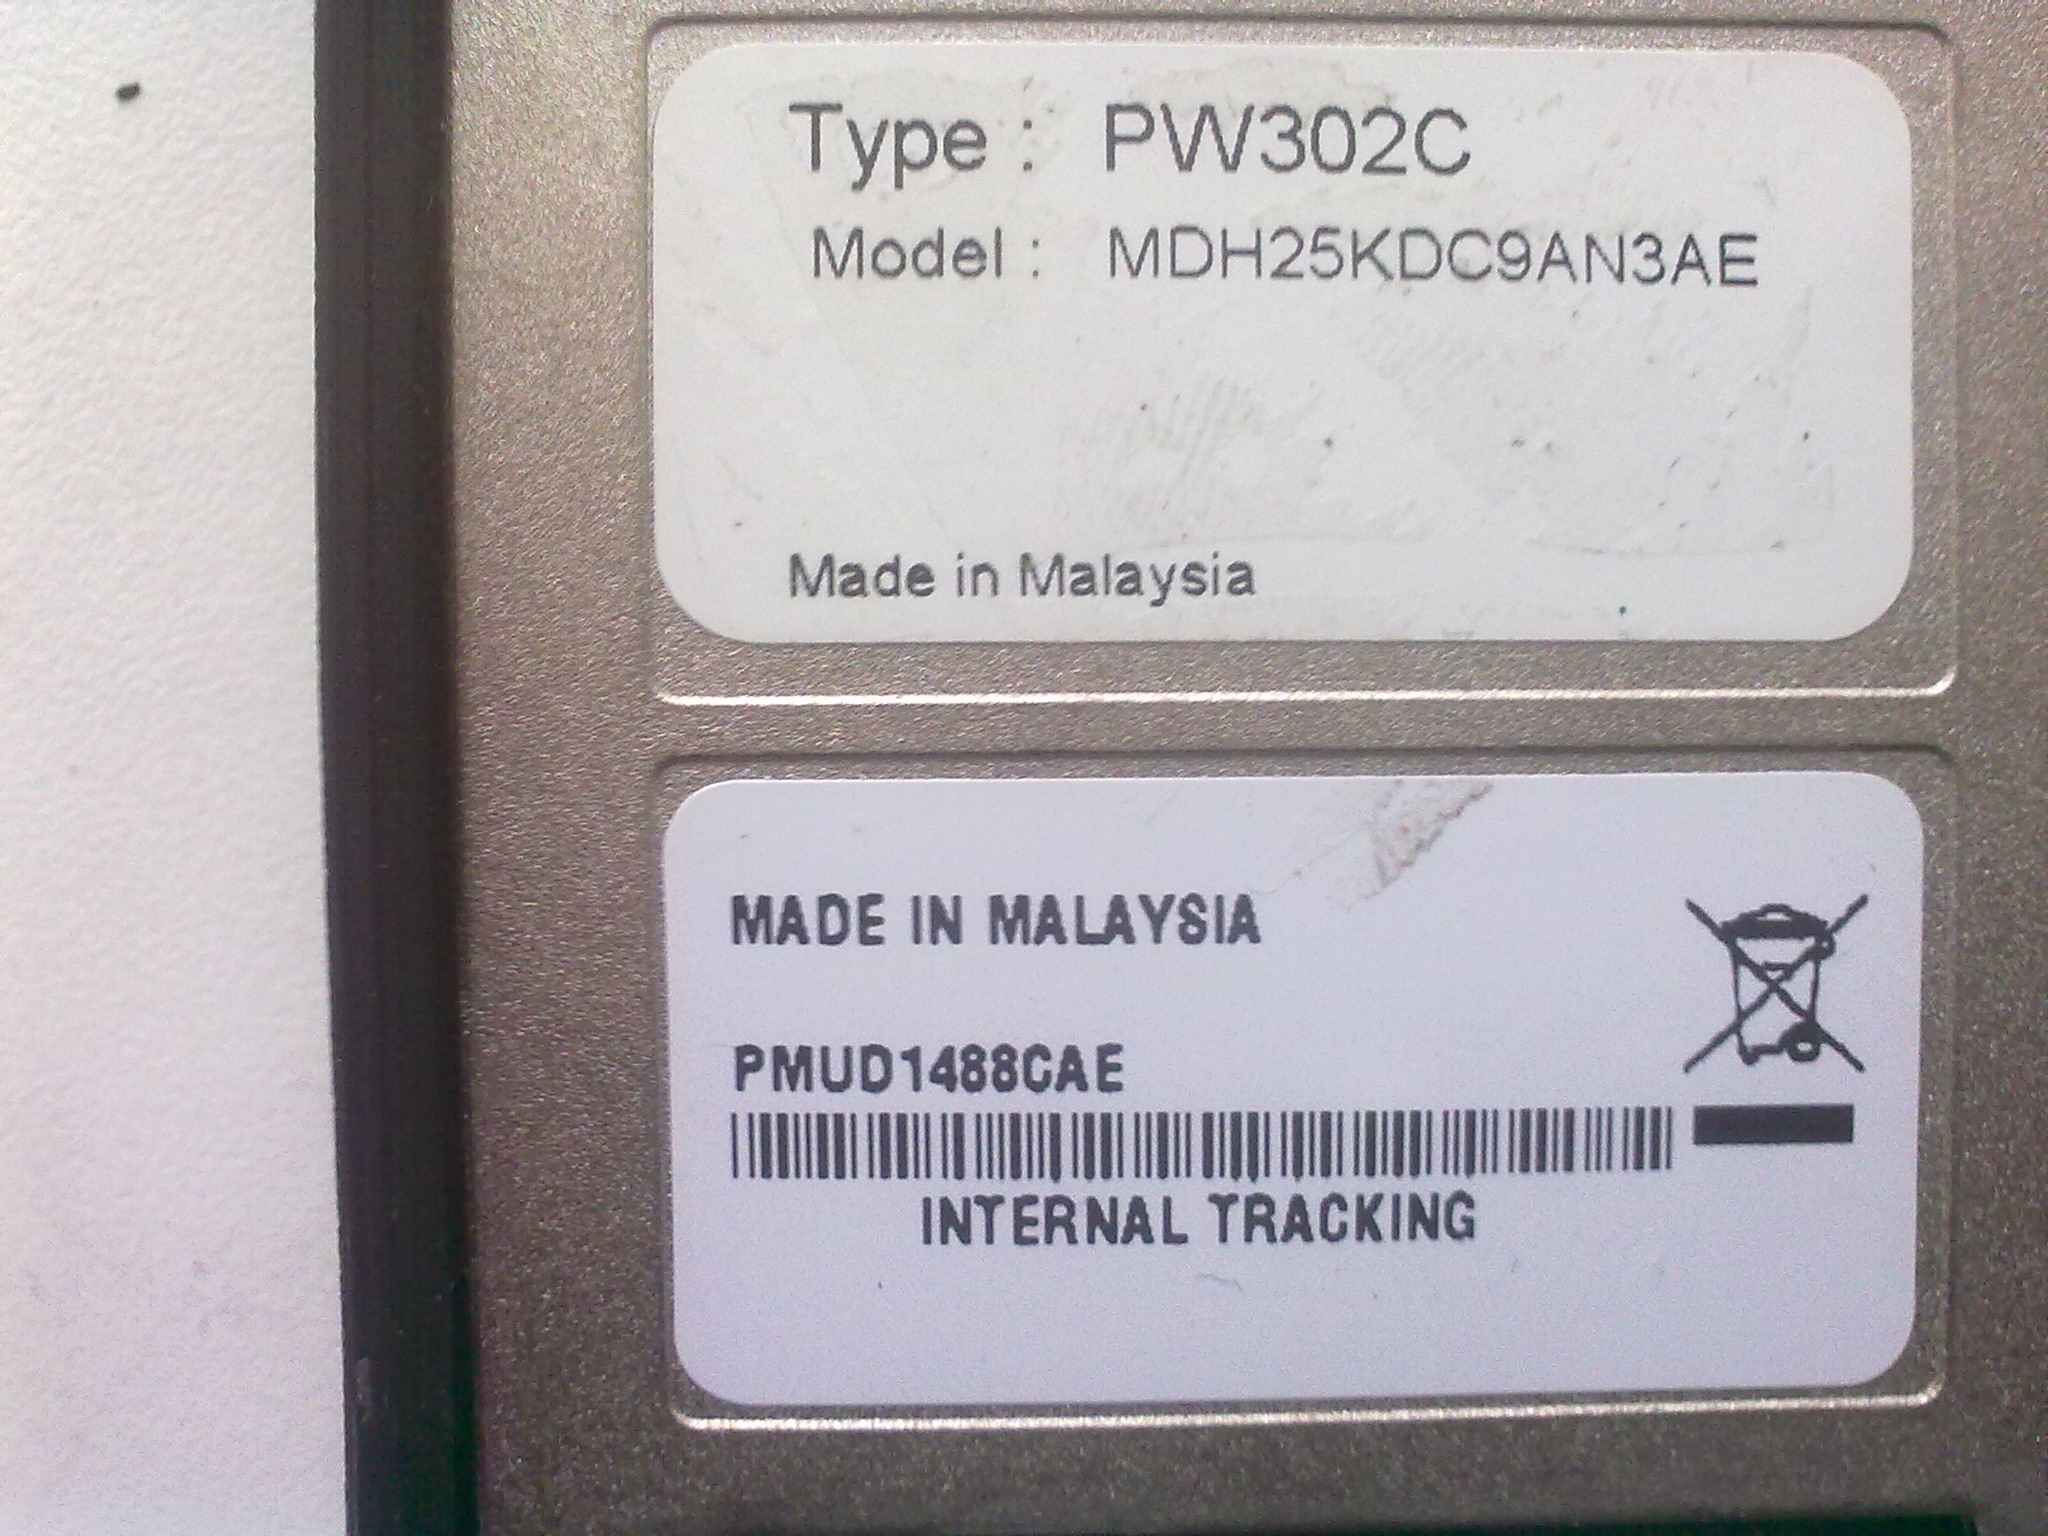 Type : PW302C
Model : MDH25KDC9AN3AE
Made in Malaysia
MADE IN MALAYSIA
PMUD1488CAE
INTERNAL TRACKING